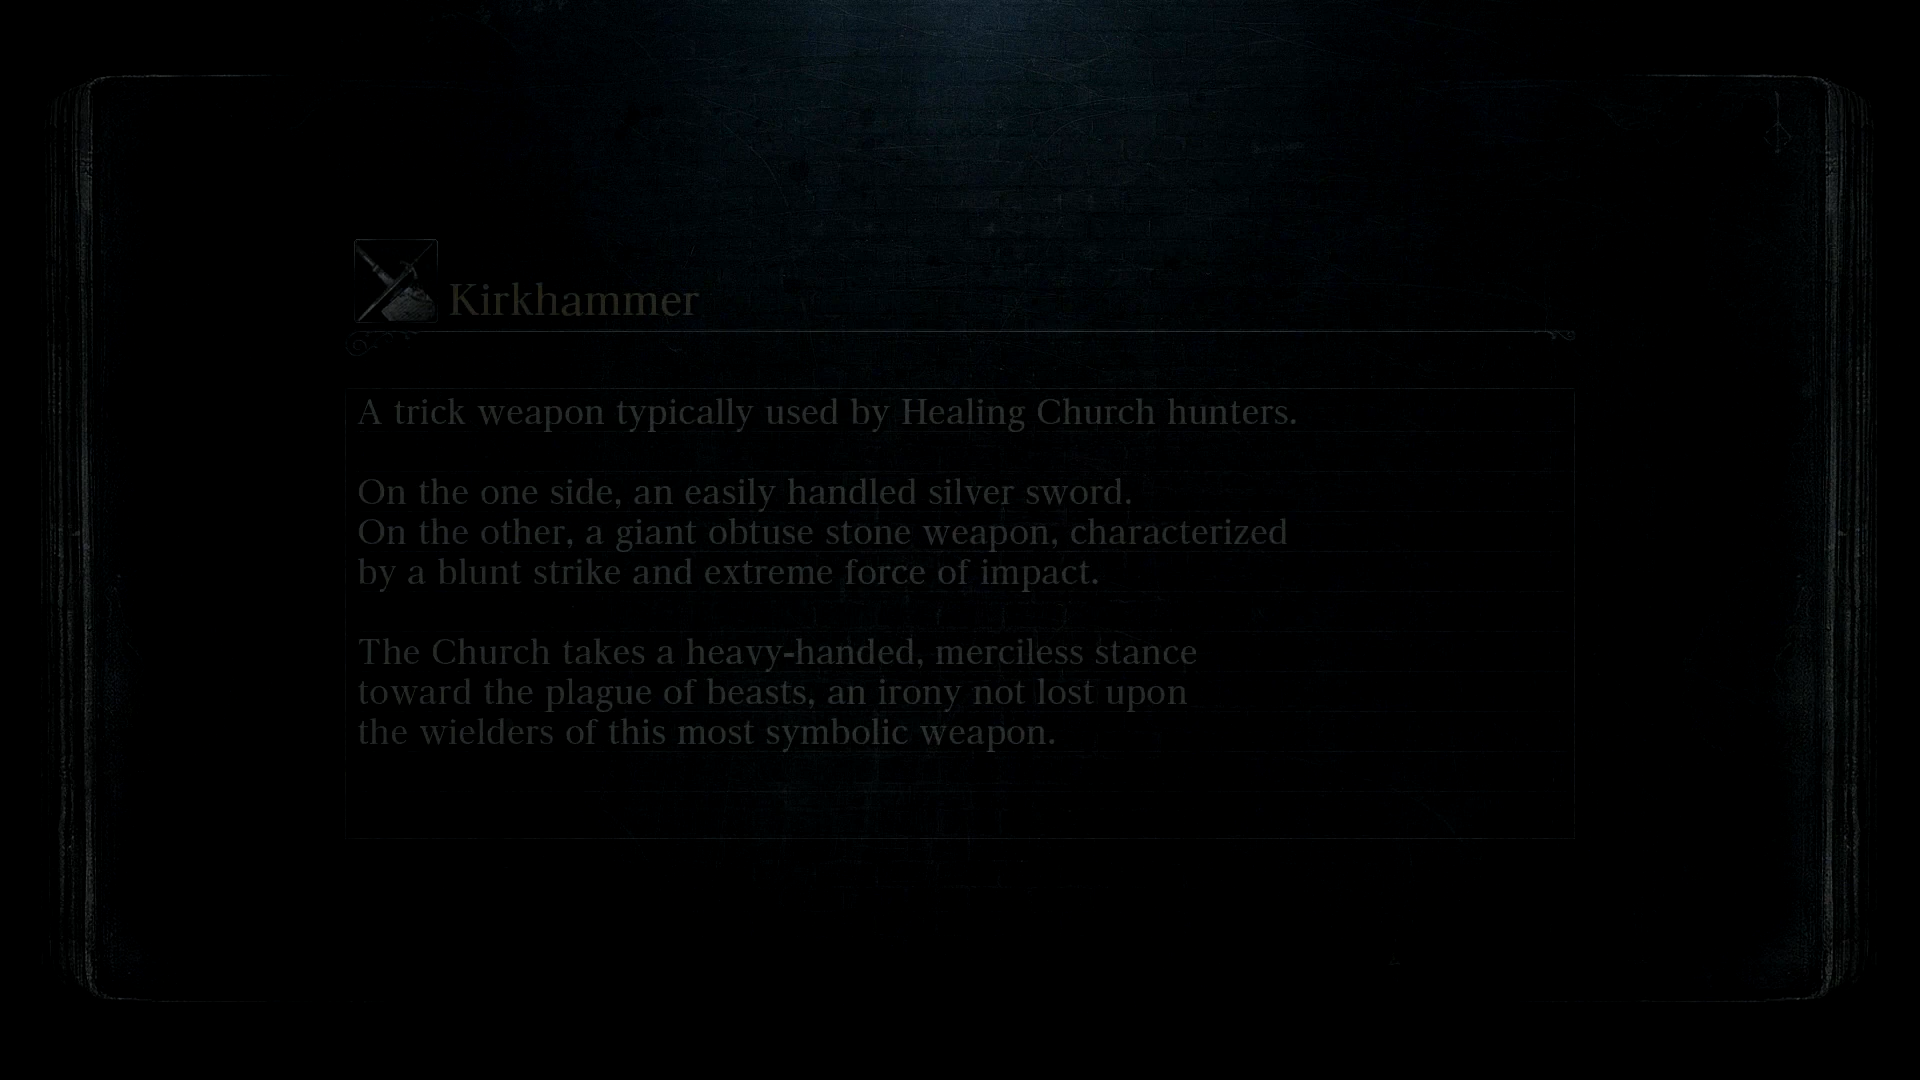 Kirkhammer
A trick weapon typically used by Healing Church hunters.
On the one side, an easily handled silver sword.
On the other, a giant obtuse stone weapon, characterized
by a blunt strike and extreme force of impact.
The Church takes a heavy-handed, merciless stance
toward the plague of beasts, an irony not lost upon
the wielders of this most symbolic weapon.